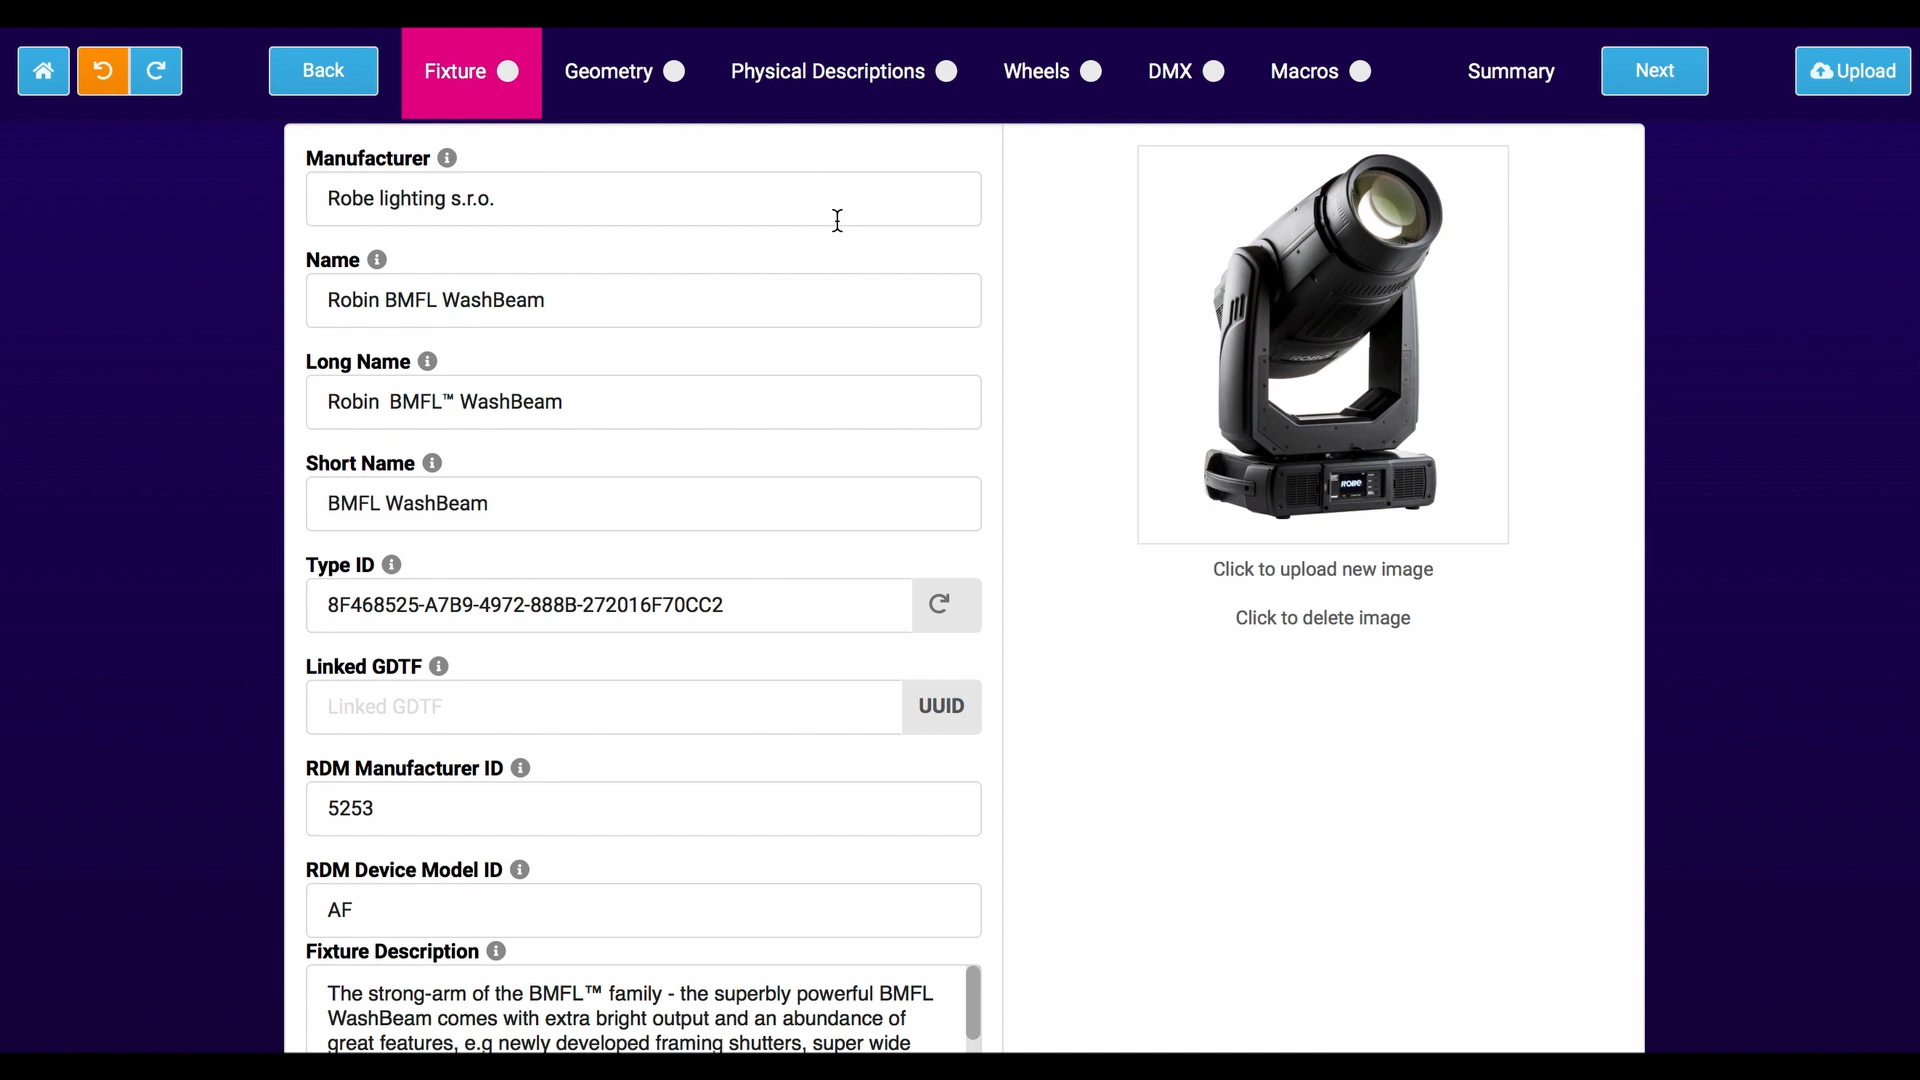 Back
Fixture
Geometry
Physical Descriptions
Wheels
DMX
Macros
Summary
Next
Upload
Manufacturer
Robe lighting s.r.o.
Name
Robin BMFL WashBeam
Long Name
Robin  BMFL™ WashBeam
Short Name
BMFL WashBeam
Type ID
8F468525-A7B9-4972-888B-272016F70CC2
Linked GDTF
Linked GDTF
UUID
RDM Manufacturer ID
5253
RDM Device Model ID
AF
Fixture Description
The strong-arm of the BMFL™ family - the superbly powerful BMFL
WashBeam comes with extra bright output and an abundance of
great features, e.g newly developed framing shutters, super wide
ROBE
Click to upload new image
Click to delete image